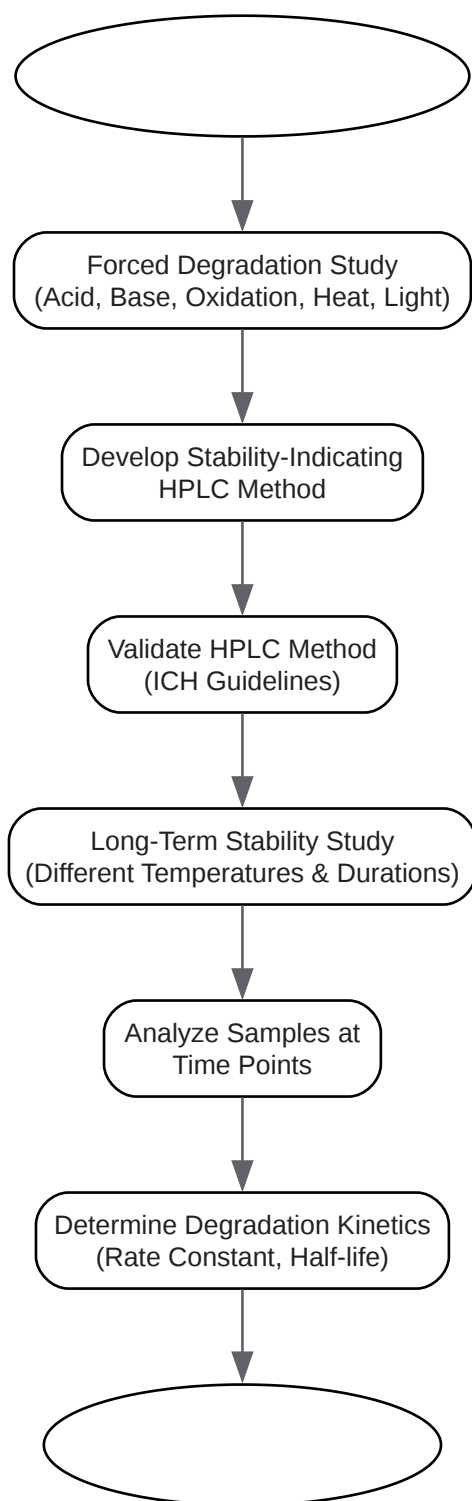 Forced Degradation Study
(Acid, Base, Oxidation, Heat, Light)
Develop Stability-Indicating
HPLC Method
Validate HPLC Method
(ICH Guidelines)
Long-Term Stability Study
(Different Temperatures & Durations)
Analyze Samples at
Time Points
Determine Degradation Kinetics
(Rate Constant, Half-life)